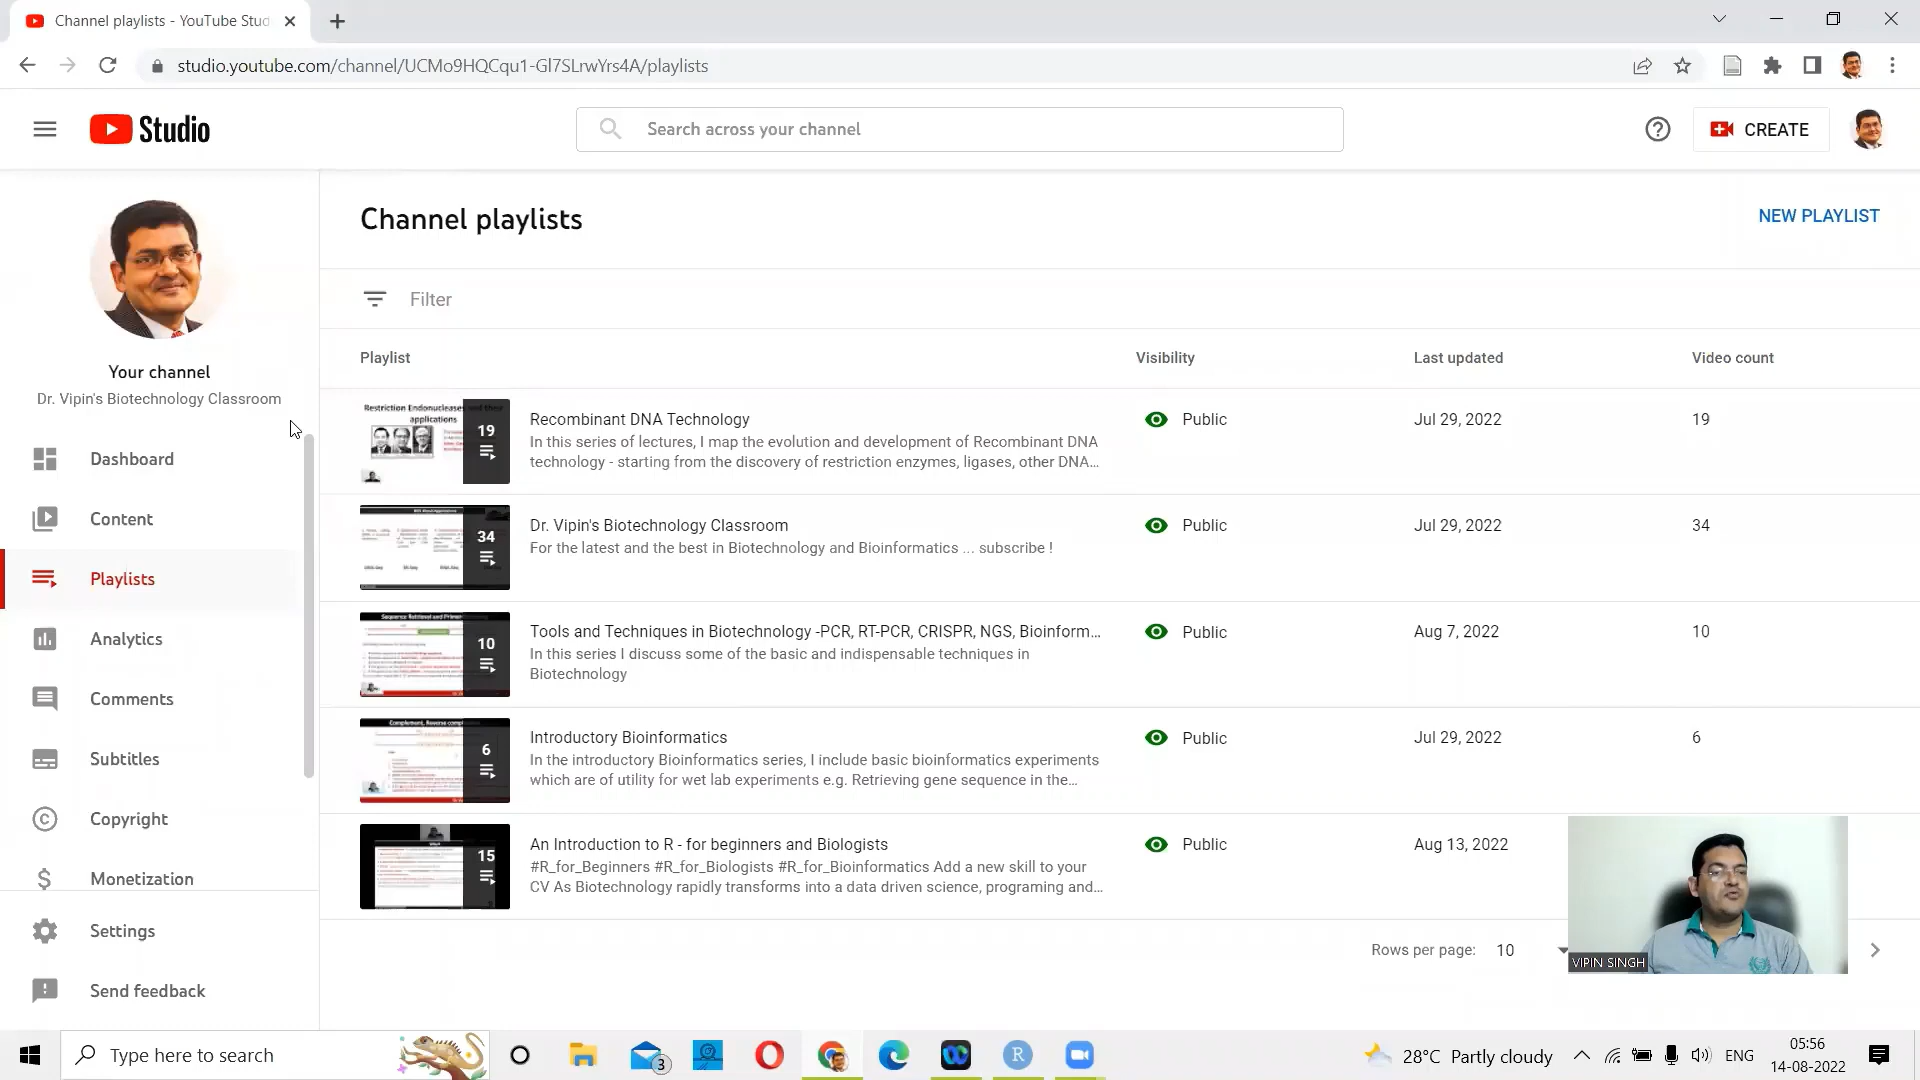 Channel playlists - YouTube Stud
studio.youtube.com/channel/UCMo9HQCqu1-Gl7SLrwYrs4A/playlists
Studio
Search across your channel
CREATE
Your channel
Dr. Vipin's Biotechnology Classroom
Dashboard
Content
Playlists
Analytics
Comments
Subtitles
Copyright
Monetization
Settings
Send feedback
Channel playlists
NEW PLAYLIST
Filter
Playlist Visibility Last updated Video count
Restriction Endonucleases and their
applications
19
Recombinant DNA Technology
In this series of lectures, I map the evolution and development of Recombinant DNA
technology - starting from the discovery of restriction enzymes, ligases, other DNA...
Public Jul 29, 2022 19
34
Dr. Vipin's Biotechnology Classroom
For the latest and the best in Biotechnology and Bioinformatics ... subscribe !
Public Jul 29, 2022 34
10
Tools and Techniques in Biotechnology -PCR, RT-PCR, CRISPR, NGS, Bioinform...
In this series I discuss some of the basic and indispensable techniques in
Biotechnology
Public Aug 7, 2022 10
6
Introductory Bioinformatics
In the introductory Bioinformatics series, I include basic bioinformatics experiments
which are of utility for wet lab experiments e.g. Retrieving gene sequence in the...
Public Jul 29, 2022 6
15
An Introduction to R - for beginners and Biologists
#R_for_Beginners #R_for_Biologists #R_for_Bioinformatics Add a new skill to your
CV As Biotechnology rapidly transforms into a data driven science, programing and...
Public Aug 13, 2022
Rows per page: 10
VIPIN SINGH
Type here to search
3
R
28°C Partly cloudy
ENG
05:56
14-08-2022